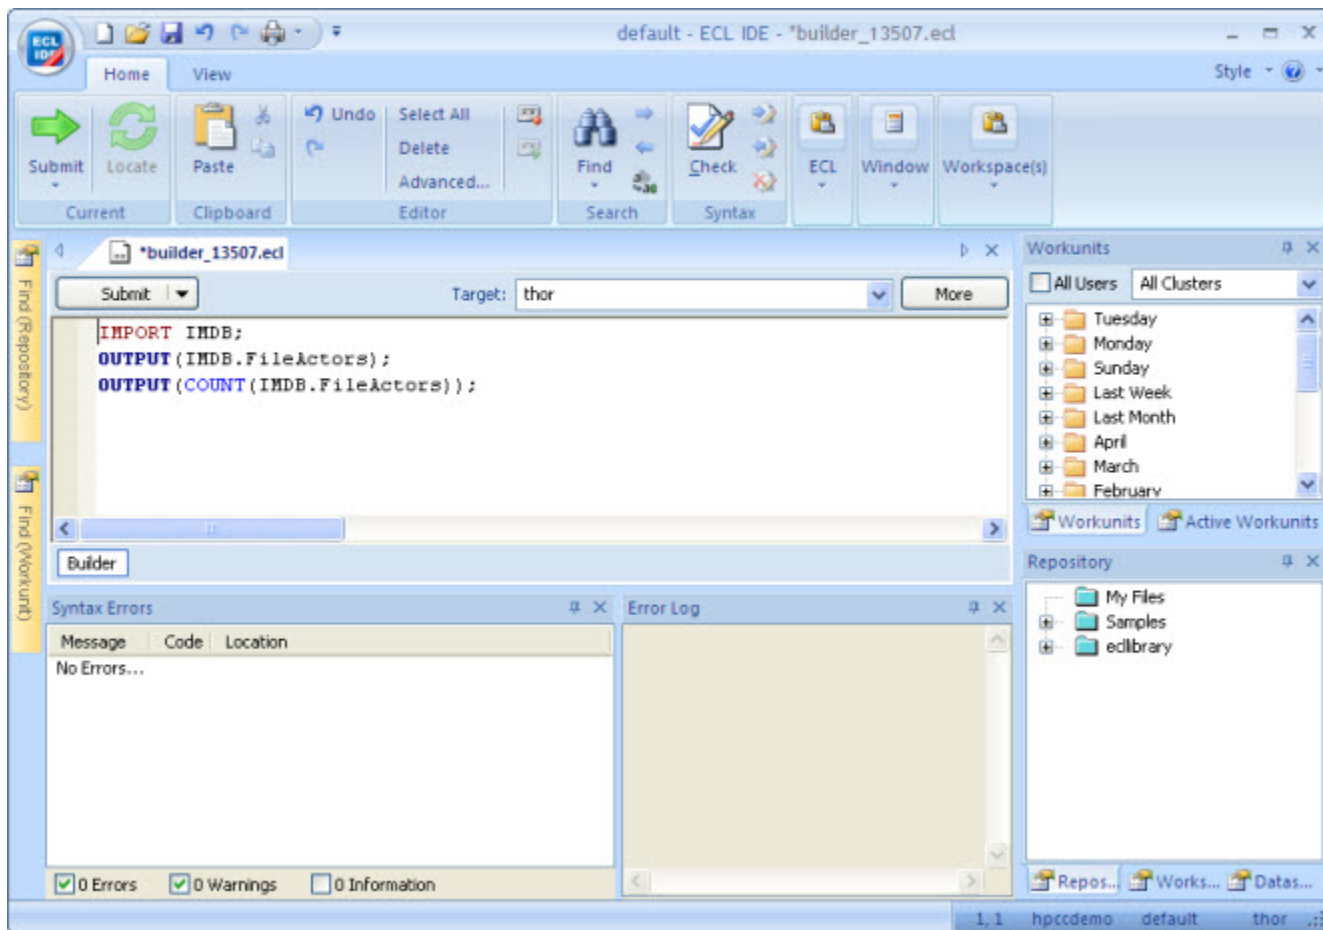 ECL
IDE
default - ECL IDE - *builder_13507.ecl
Home View Style
Submit Locate Paste Undo Select All Delete Advanced... Find Check ECL Window Workspace(s)
Current Clipboard Editor Search Syntax
*builder_13507.ecl
Find (Repository)
Find (Workunit)
Submit Target: thor More
IMPORT IMDB;
OUTPUT(IMDB.FileActors);
OUTPUT(COUNT(IMDB.FileActors));
Builder
Workunits
All Users All Clusters
Tuesday
Monday
Sunday
Last Week
Last Month
April
March
February
Workunits Active Workunits
Syntax Errors
Message Code Location
No Errors...
0 Errors 0 Warnings 0 Information
Error Log
Repository
My Files
Samples
eclibrary
Repos... Works... Datas...
1, 1 hpccdemo default thor